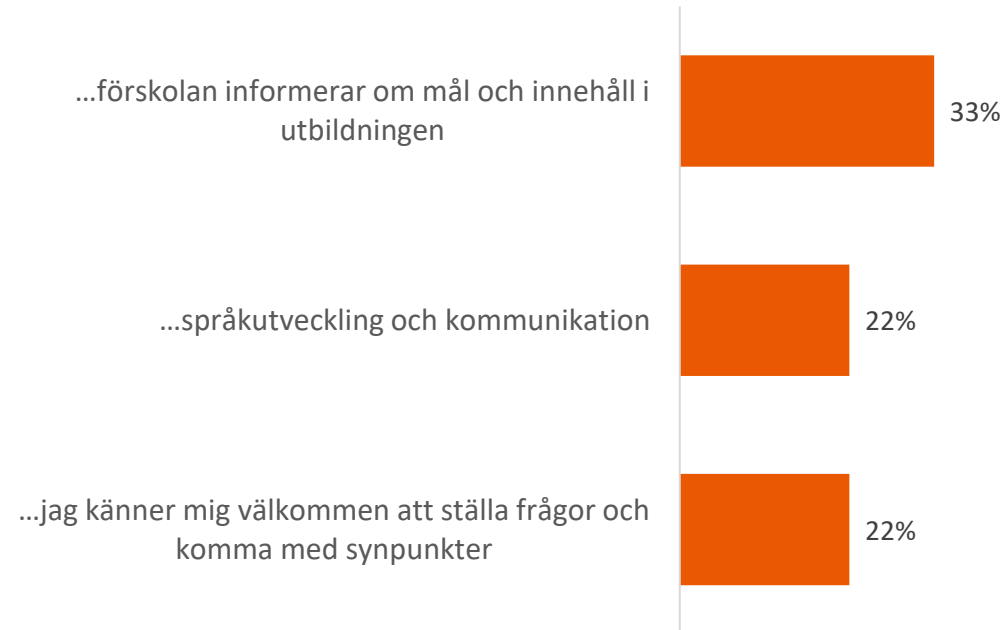 ...förskolan informerar om mål och innehåll i
utbildningen
33%
...språkutveckling och kommunikation
22%
...jag känner mig välkommen att ställa frågor och
komma med synpunkter
22%